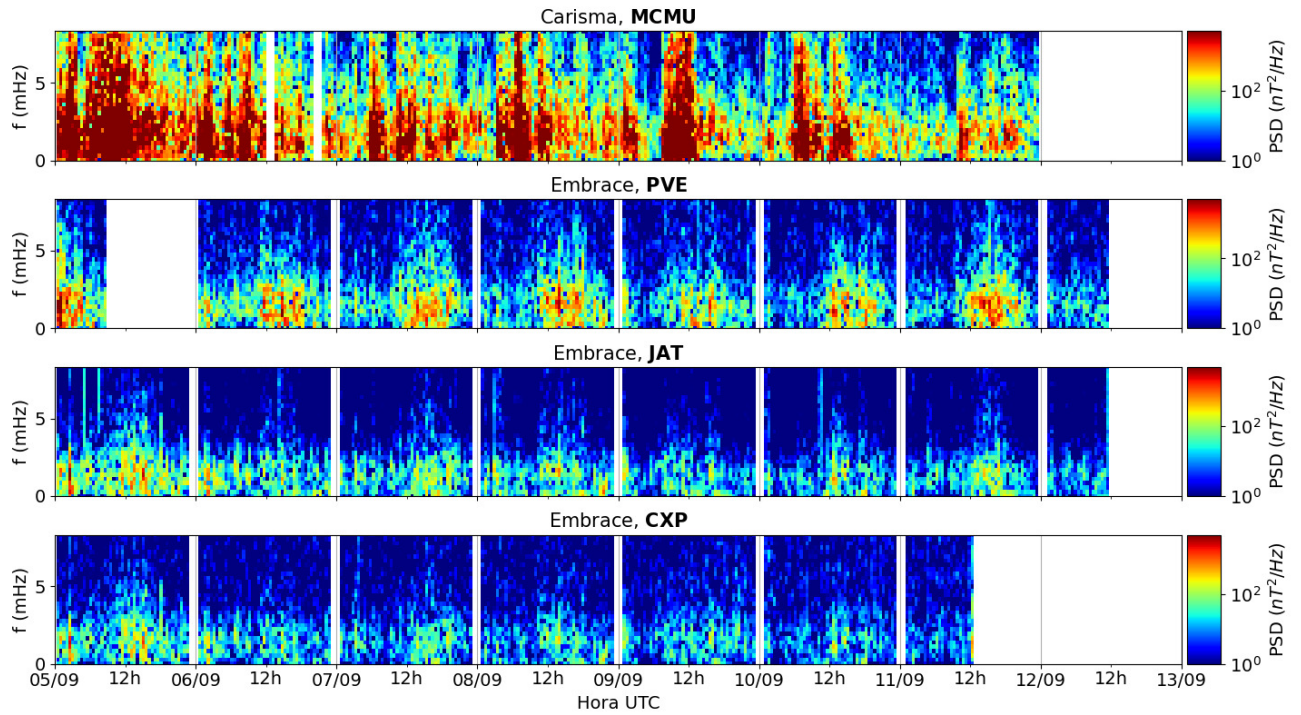 Carisma, MCMU
f (mHz)
5
0
10² 
10⁰
PSD (nT²/Hz)
Embrace, PVE
f (mHz)
5
0
10²
10⁰
PSD (nT²/Hz)
Embrace, JAT
f (mHz)
5
0
10²
10⁰
PSD (nT²/Hz)
Embrace, CXP
f (mHz)
5
0
10²
10⁰
PSD (nT²/Hz)
05/09 12h 06/09 12h 07/09 12h 08/09 12h 09/09 12h 10/09 12h 11/09 12h 12/09 12h 13/09
Hora UTC